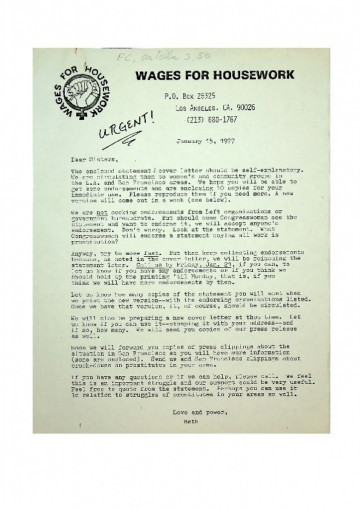 WAGES FOR HOUSEWORK
WAGES FOR HOUSEWORK
P.O. Box 26325
Los Angeles, CA. 90026
(213)
URGENT!
January 15, 1977
Dear Sisters,
The enclosed statement/ cover letter should be self-explanatory.
We are circulating them to women's and community groups in
the L.A. and San Francisco areas. We hope you will be able to
get more endorsements and are enclosing 10 copies for your
immediate use. Please reproduce them if you need more. A new
version will come out in a week (see below).
We are not seeking endorsements from left organizations or
government bureaucrats. But should some Congresswoman see the
statement and want to endorse it, we will accept anyone's
endorsement. Don't worry. Look at the statement. What
Congresswoman will endorse a statement saying all work is
prostitution?
Anyway, try to move fast. But then keep collecting endorsements
because, as noted in the cover letter, we will be reissuing the
statement later. Call us by Friday, Jan. 21, if you can, to
let us know if you have any endorsements or if you think we
should hold up the printing 'till Monday, that is, if you
think we will have more endorsements by then.
Let us know how many copies of the statement you will want when
we print the new version--with the endorsing organizations listed.
Once we have that version, it, of course, should be circulated.
We will also be preparing a new cover letter at that time. Let
us know if you can use it--stamping it with your address--and
if so, how many. We will send you copies of our press release
as well.
Beth will forward you copies of press clippings about the
situation in San Francisco as you will have more information
(some are enclosed). Send us and San Francisco clippings about
crack-downs on prostitutes in your area.
If you have any questions or if we can help, please call. We feel
this is an important struggle and our support could be very useful.
Feel free to quote from the statement. Perhaps you can use it
in relation to struggles of prostitutes in your areas as well.
Love and power,
Beth